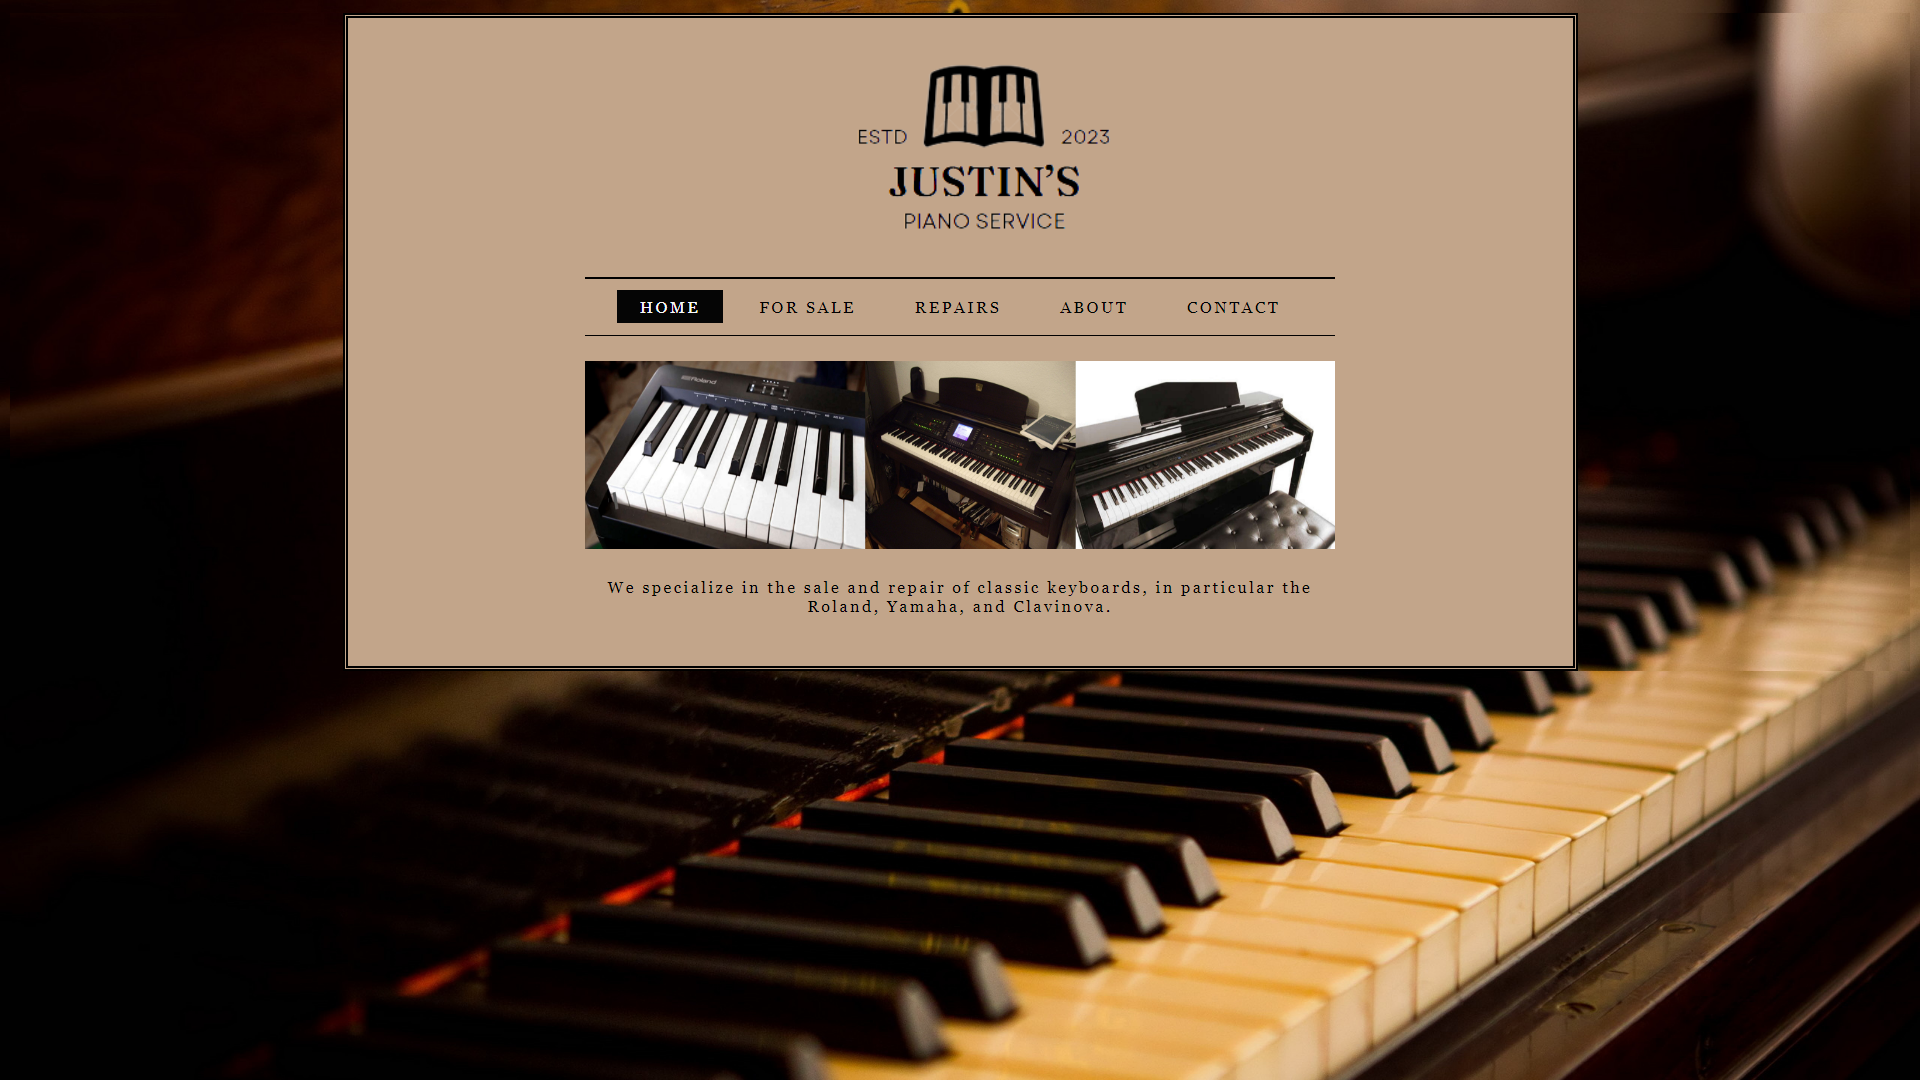 ESTD 2023
JUSTIN'S
PIANO SERVICE
HOME FOR SALE REPAIRS ABOUT CONTACT
Roland
We specialize in the sale and repair of classic keyboards, in particular the
Roland, Yamaha, and Clavinova.